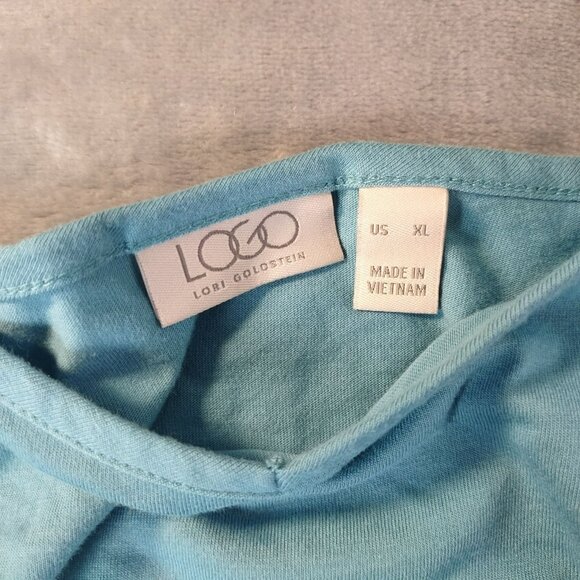 LOGO
LORI GOLDSTEIN
US XL
MADE IN
VIETNAM